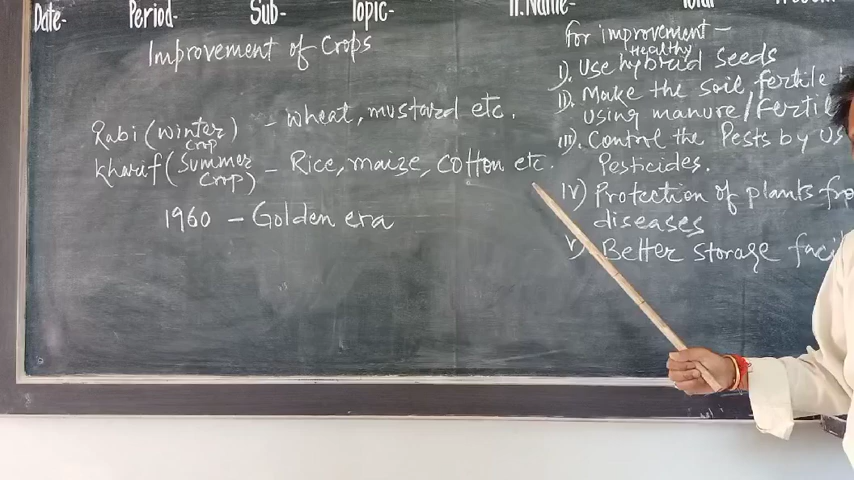 Date-
Period-
Sub-
Topic-
Improvement of Crops
Rabi (winter crop) - wheat, mustard etc.
Kharif (Summer Crop) - Rice, maize, cotton etc.
1960 - Golden era
for improvement -
Healthy
i). Use hybrid seeds
ii). Make the soil fertile
using manure/Fertil
iii). Control the Pests by us
Pesticides.
iv) Protection of plants fro
diseases
v) Better storage facil